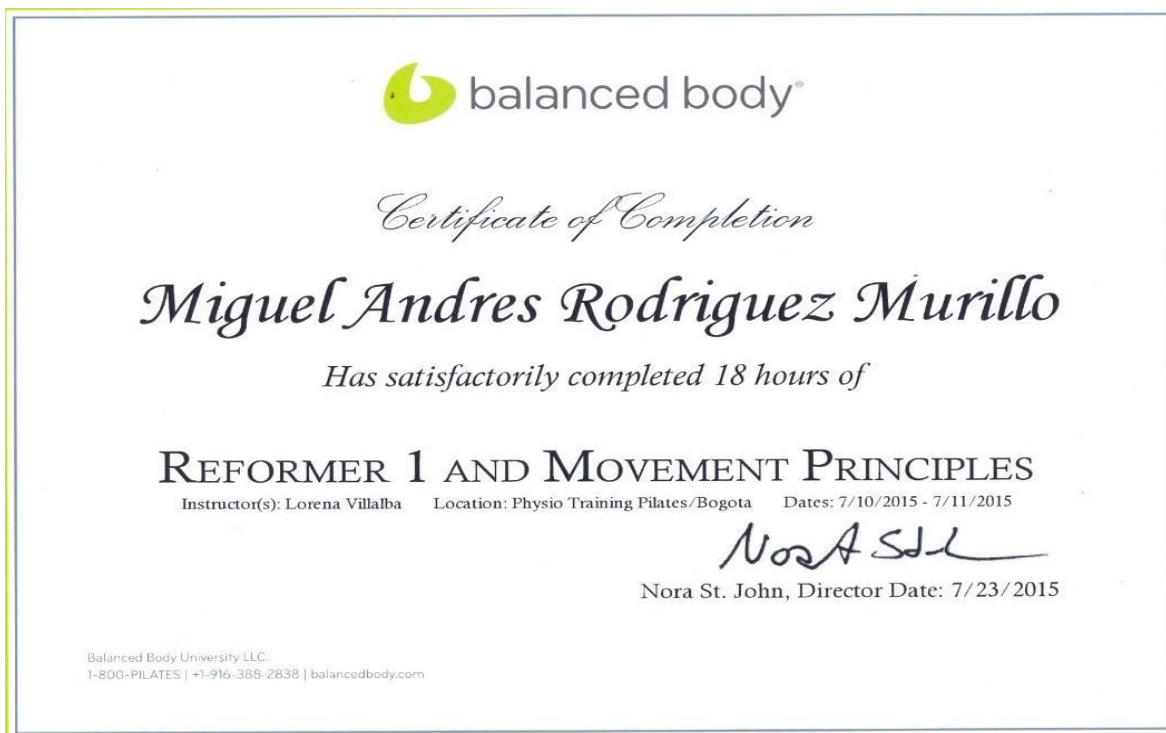 balanced body®
Certificate of Completion
Miguel Andres Rodriguez Murillo
Has satisfactorily completed 18 hours of
REFORMER 1 AND MOVEMENT PRINCIPLES
Instructor(s): Lorena Villalba Location: Physio Training Pilates/Bogota Dates: 7/10/2015 - 7/11/2015
Nora St. John, Director Date: 7/23/2015
Balanced Body University LLC.
1-800-PILATES | +1-916-388-2838 | balancedbody.com